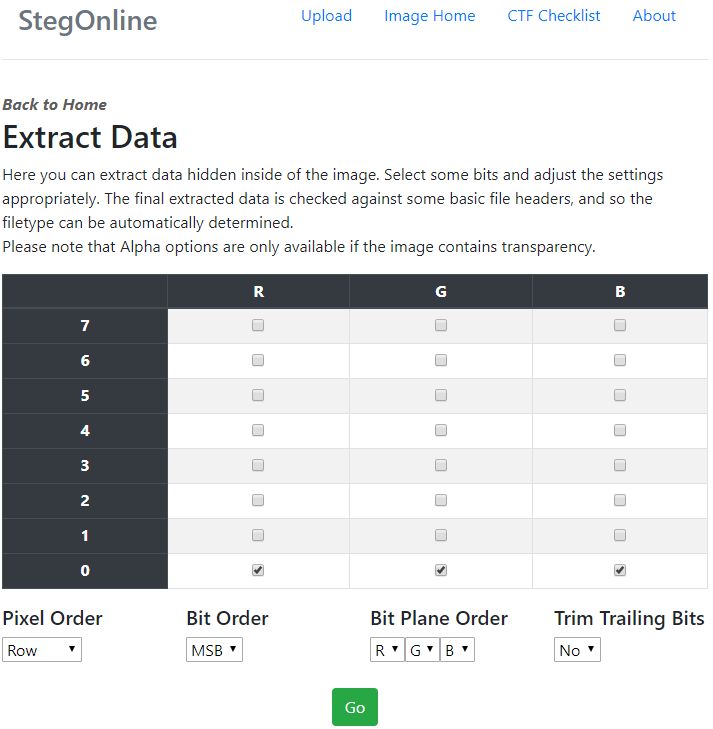 StegOnline Upload Image Home CTF Checklist About
Back to Home
Extract Data
Here you can extract data hidden inside of the image. Select some bits and adjust the settings
appropriately. The final extracted data is checked against some basic file headers, and so the
filetype can be automatically determined.
Please note that Alpha options are only available if the image contains transparency.
R G B
7
6
5
4
3
2
1
0
Pixel Order Bit Order Bit Plane Order Trim Trailing Bits
Row MSB R G B No
Go